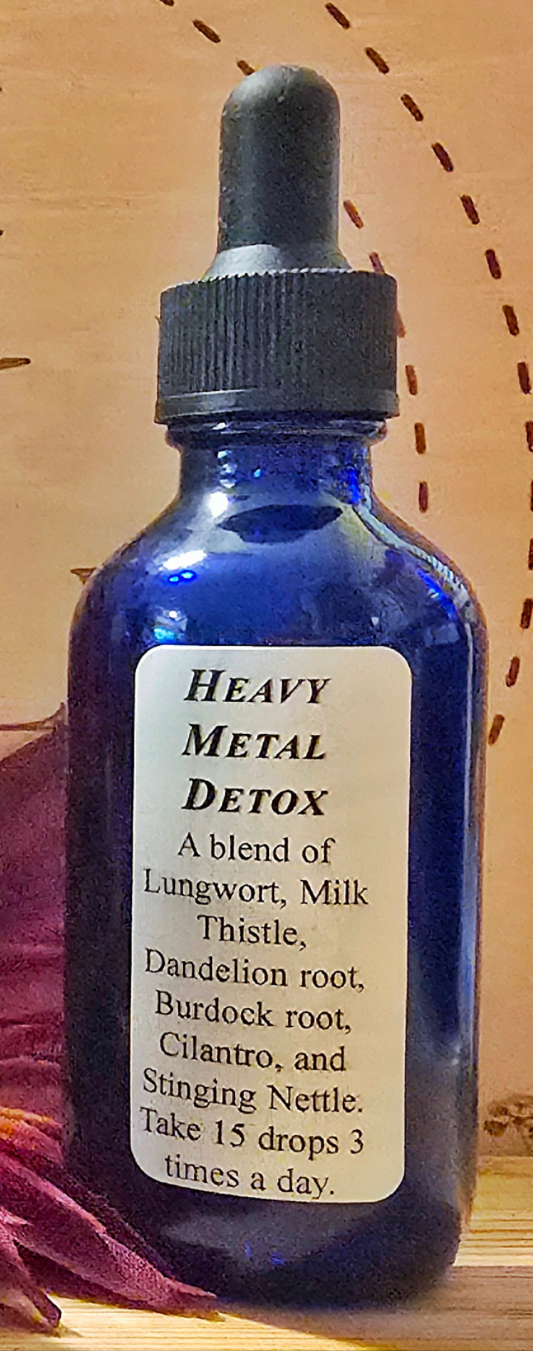 HEAVY
METAL
DETOX
A blend of
Lungwort, Milk
Thistle,
Dandelion root,
Burdock root,
Cilantro, and
Stinging Nettle.
Take 15 drops 3
times a day.